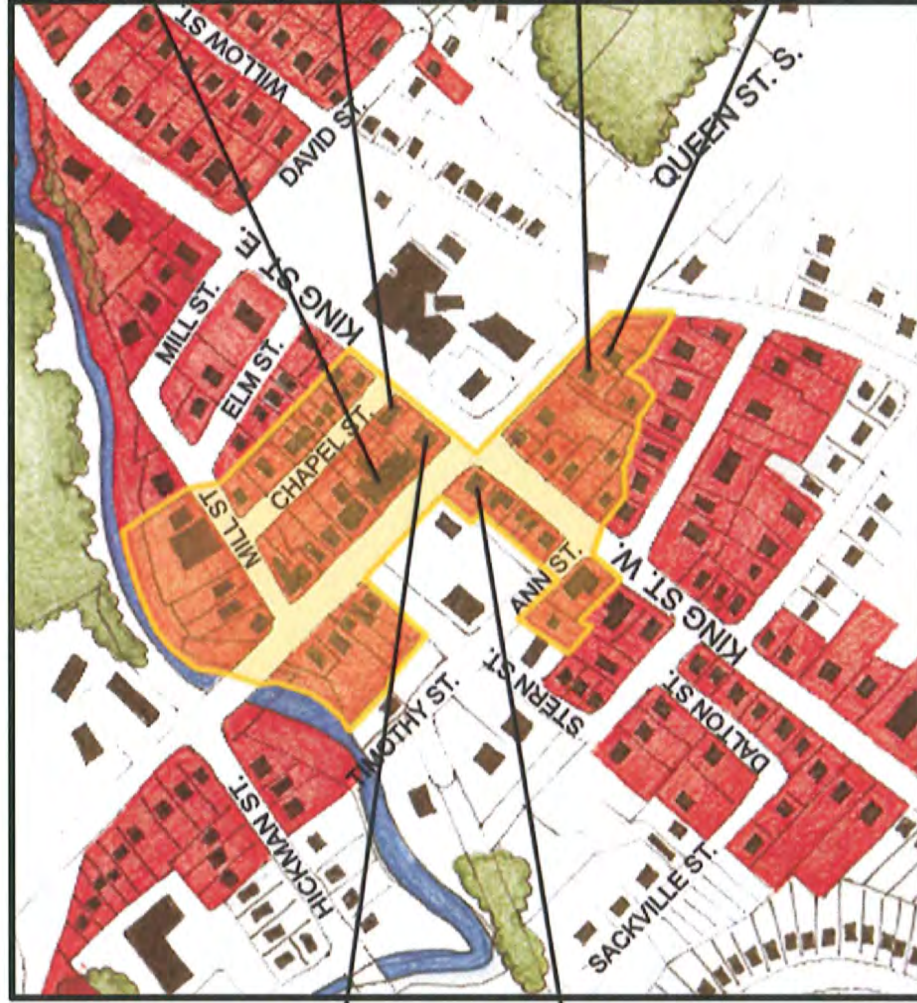 WILLOW ST.
DAVID ST.
QUEEN ST. S.
KING ST E.
MILL ST.
ELM ST.
CHAPEL ST.
MILL ST
ANN ST.
KING ST. W.
STERN ST.
TIMOTHY ST.
DALTON ST.
HICKMAN ST.
SACKVILLE ST.